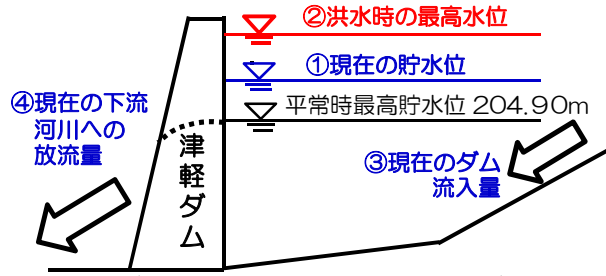 ②洪水時の最高水位
①現在の貯水位
平常時最高貯水位 204.90m
④現在の下流
河川への
放流量
津軽ダム
③現在のダム
流入量